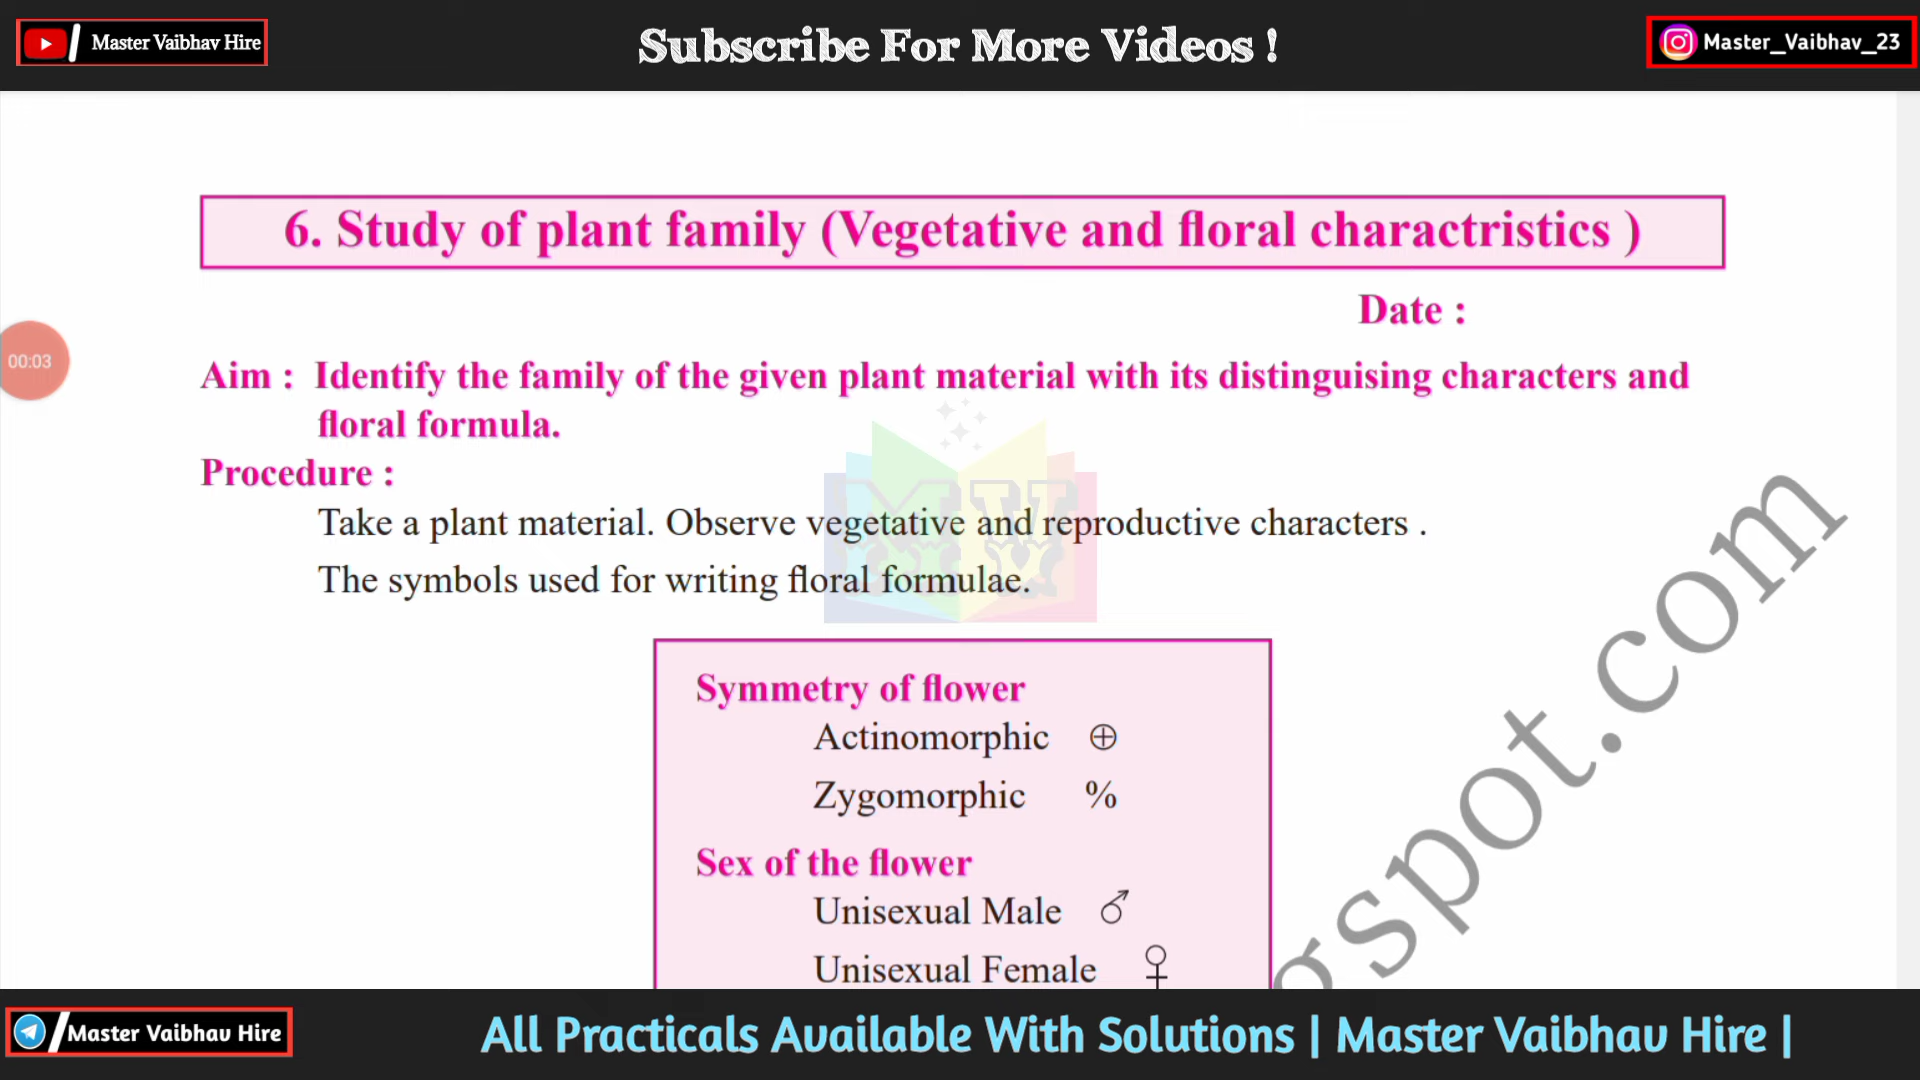 Master Vaibhav Hire
Subscribe For More Videos !
Master_Vaibhav_23
6. Study of plant family (Vegetative and floral charactristics )
Date :
00:03
Aim : Identify the family of the given plant material with its distinguising characters and
floral formula.
Procedure :
Take a plant material. Observe vegetative and reproductive characters .
The symbols used for writing floral formulae.
Symmetry of flower
Actinomorphic ⊕
Zygomorphic %
Sex of the flower
Unisexual Male ♂
Unisexual Female ♀
gspot.com
Master Vaibhav Hire
All Practicals Available With Solutions | Master Vaibhav Hire |